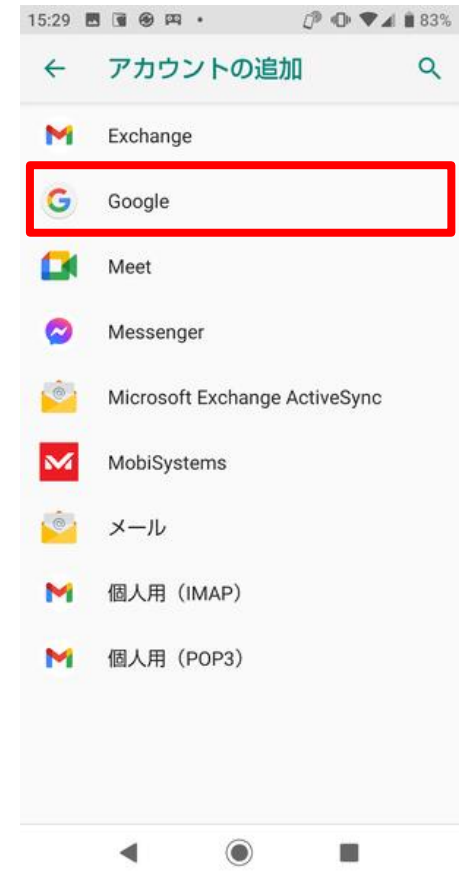 15:29 83%
アカウントの追加
Exchange
Google
Meet
Messenger
Microsoft Exchange ActiveSync
MobiSystems
メール
個人用（IMAP）
個人用（POP3）